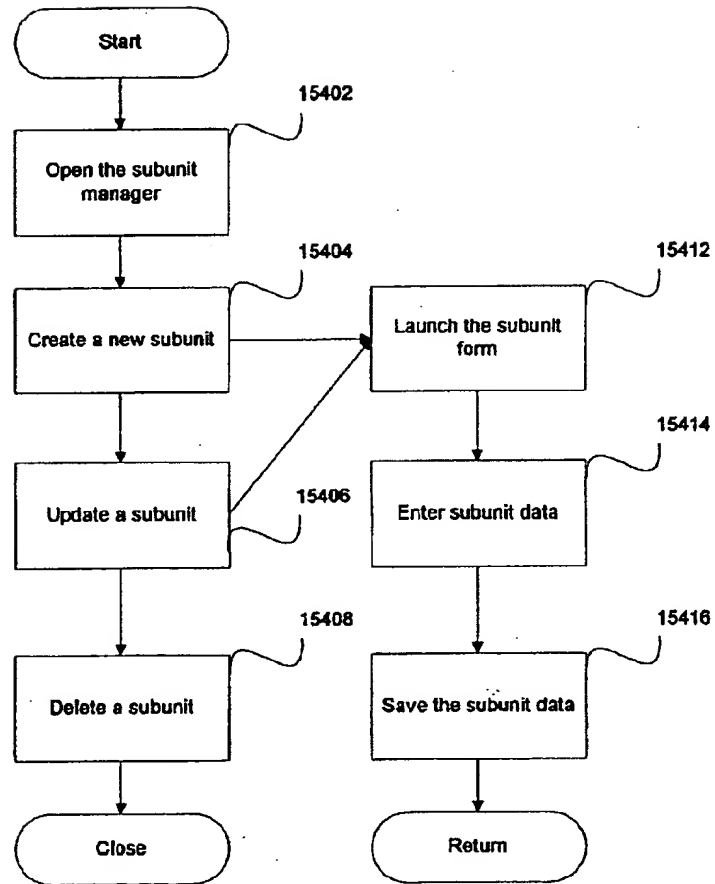 Start
15402
Open the subunit
manager
15404
Create a new subunit
15412
Launch the subunit
form
15406
Update a subunit
15414
Enter subunit data
15408
Delete a subunit
15416
Save the subunit data
Close
Return